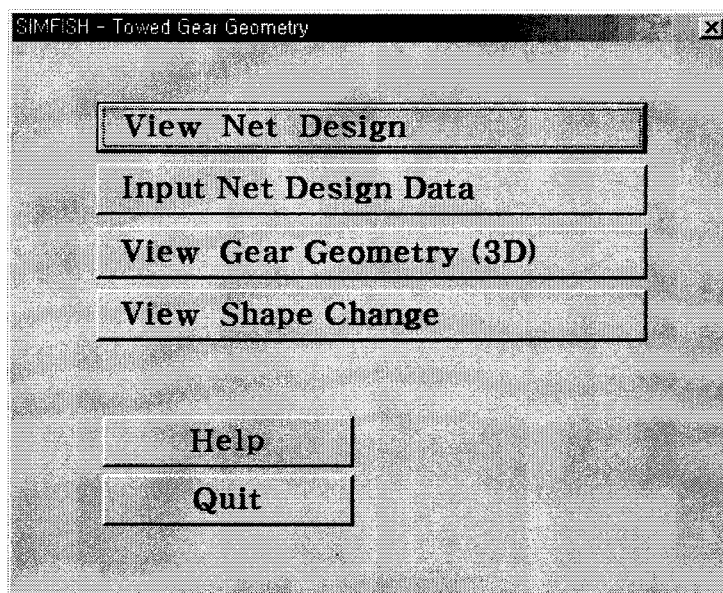 SIMFISH - Towed Gear Geometry
View Net Design
Input Net Design Data
View Gear Geometry (3D)
View Shape Change
Help
Quit